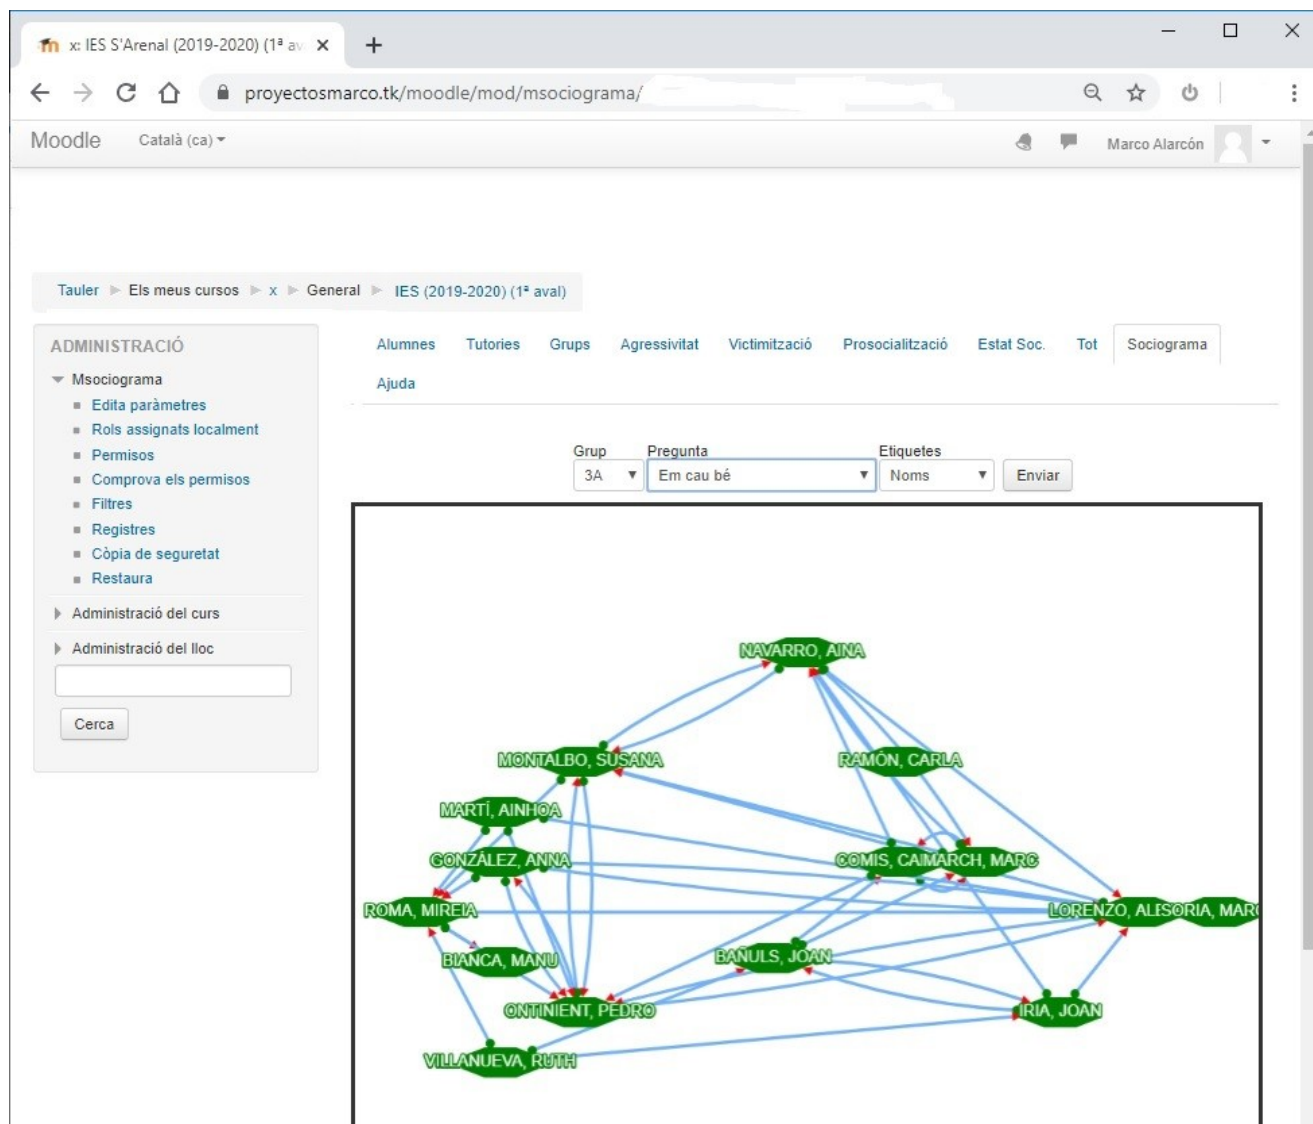 x: IES S'Arenal (2019-2020) (1ª av
proyectosmarco.tk/moodle/mod/msociograma/
Moodle Català (ca)
Marco Alarcón
Tauler Els meus cursos x General IES (2019-2020) (1ª aval)
ADMINISTRACIÓ
Msociograma
Edita paràmetres
Rols assignats localment
Permisos
Comprova els permisos
Filtres
Registres
Còpia de seguretat
Restaura
Administració del curs
Administració del lloc
Cerca
Alumnes Tutories Grups Agressivitat Victimització Prosocialització Estat Soc. Tot Sociograma
Ajuda
Grup Pregunta Etiquetes
3A Em cau bé Noms Enviar
NAVARRO, AINA
MONTALBO, SUSANA
RAMÓN, CARLA
MARTÍ, AINHOA
GONZÁLEZ, ANNA
COMIS, CAIMARCH, MARC
ROMA, MIREIA
LORENZO, ALESORIA, MARC
BIANCA, MANU
BAÑULS, JOAN
ONTINIENT, PEDRO
IRIA, JOAN
VILLANUEVA, RUTH